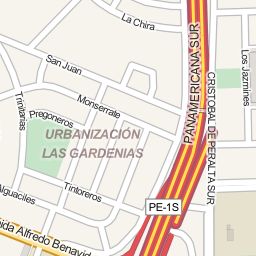 La Chira
San Juan
PANAMERICANA SUR
Los Jazmines
Trinitarias
Monserrate
CRISTOBAL DE PERALTA SUR
Pregoneros
URBANIZACIÓN
LAS GARDENIAS
Alguaciles
Tintoreros
PE-1S
ida Alfredo Benavid